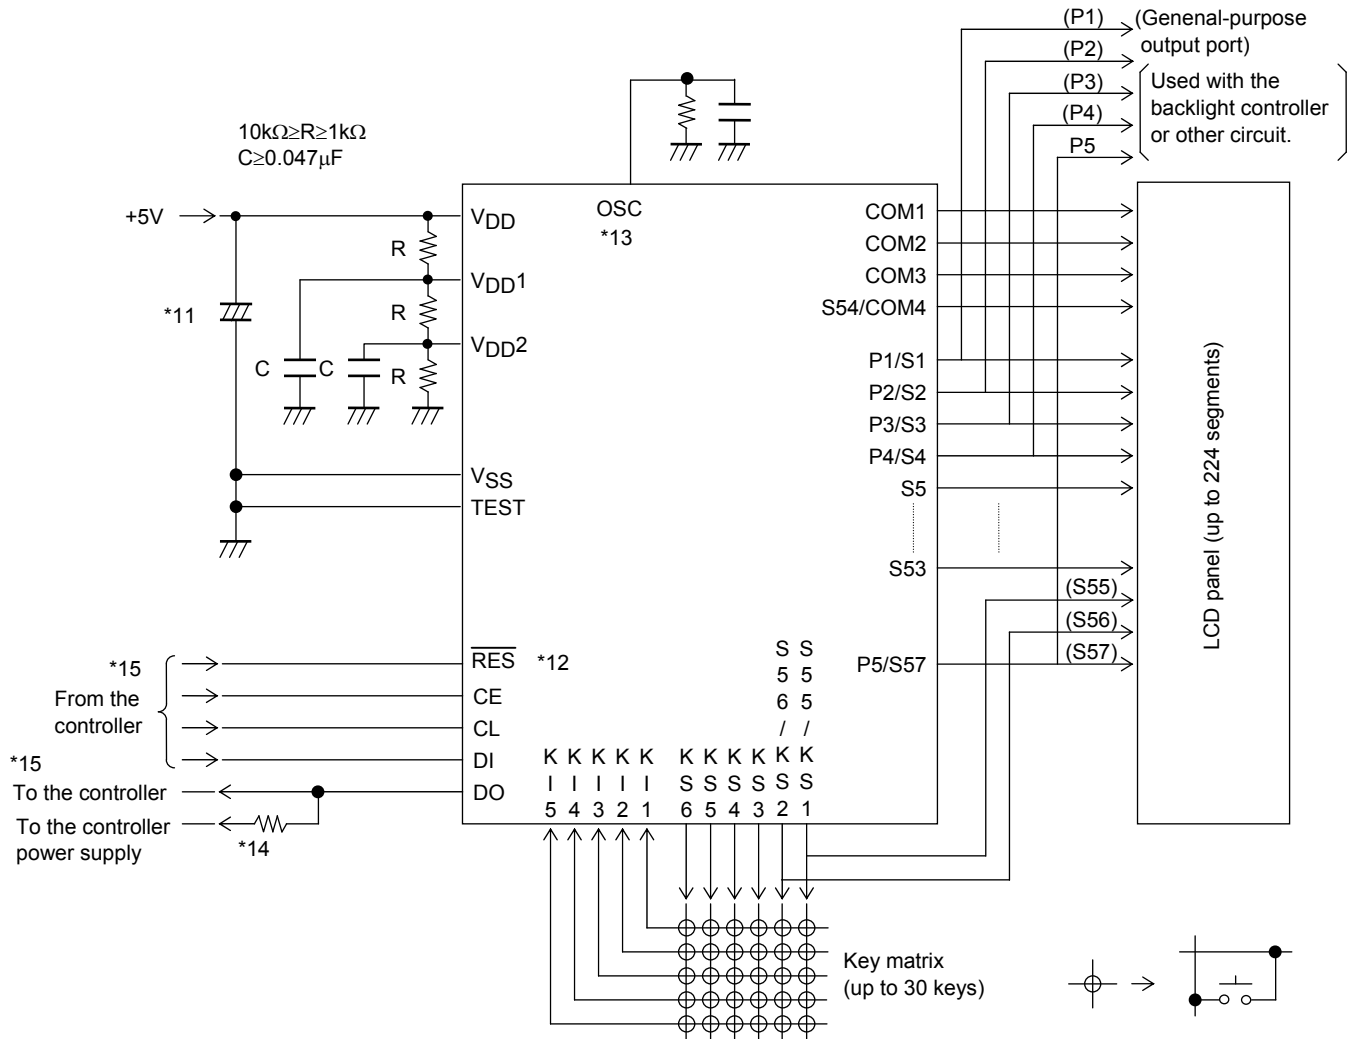 (P1)
(Genenal-purpose
output port)
(P2)
(P3)
Used with the
backlight controller
or other circuit.
(P4)
P5
10kΩ≥R≥1kΩ
C≥0.047μF
+5V
VDD
OSC
*13
COM1
R
COM2
VDD1
COM3
*11
R
S54/COM4
VDD2
C
C
R
P1/S1
P2/S2
P3/S3
P4/S4
VSS
S5
TEST
S53
LCD panel (up to 224 segments)
(S55)
(S56)
(S57)
P5/S57
*15
RES
*12
From the
controller
CE
CL
DI
*15
To the controller
DO
To the controller
power supply
*14
KI5
KI4
KI3
KI2
KI1
KS6
KS5
KS4
KS3
S56/KS2
S55/KS1
Key matrix
(up to 30 keys)